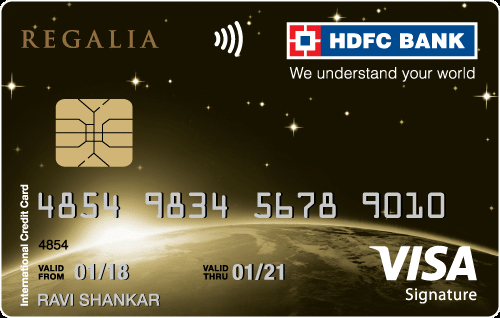 REGALIA
HDFC BANK
We understand your world
International Credit Card
4854 9834 5678 9010
4854
VALID FROM 01/18 VALID THRU 01/21
RAVI SHANKAR
VISA
Signature